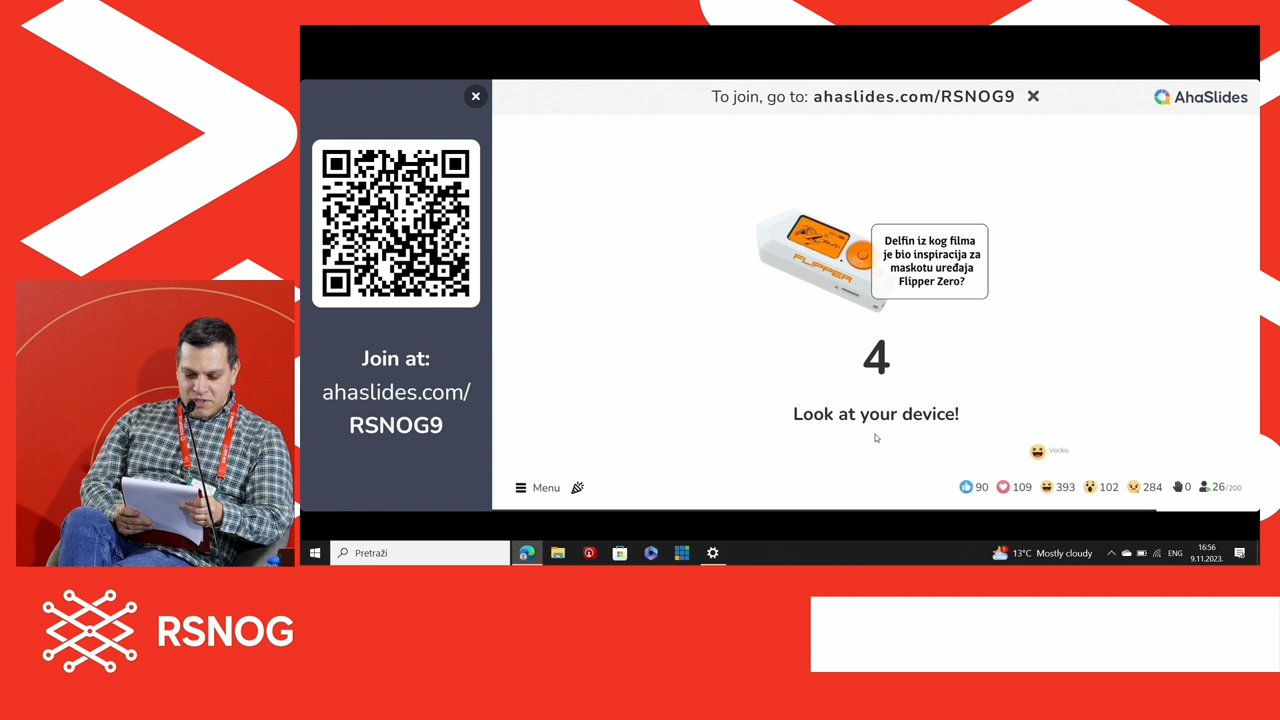 To join, go to: ahaslides.com/RSNOG9
AhaSlides
FLIPPER
Delfin iz kog filma
je bio inspiracija za
maskotu uređaja
Flipper Zero?
4
Look at your device!
Vocko
Join at:
ahaslides.com/
RSNOG9
Menu
90 109 393 102 284 0 26/200
Pretraži
13°C Mostly cloudy
ENG
16:56
9.11.2023.
RSNOG